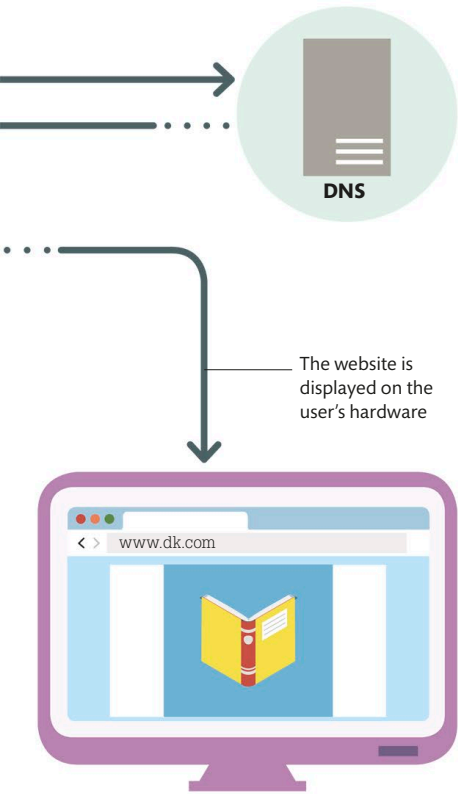 DNS
The website is
displayed on the
user's hardware
www.dk.com